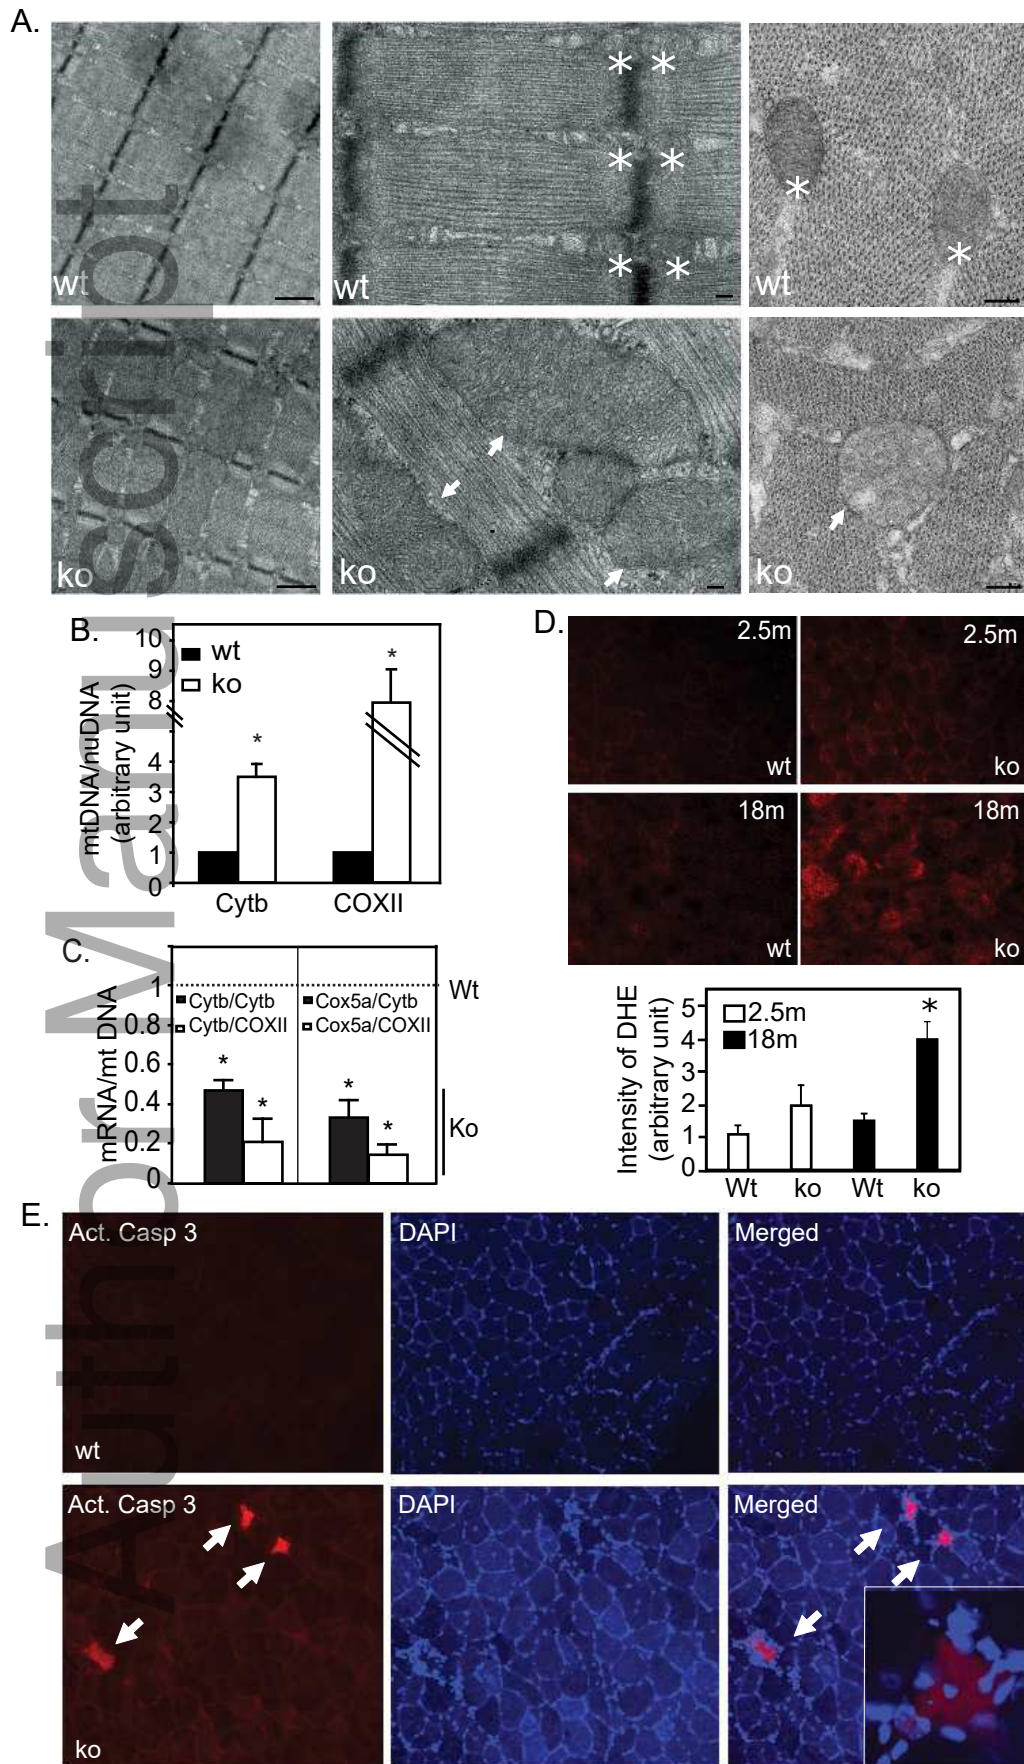 A.
wt
wt
* * * * * *
wt
* *
ko
ko
ko
B.
mtDNA/nuDNA
(arbitrary unit)
10
9
8
4
3
2
1
0
wt
ko
*
*
Cytb
COXII
C.
mRNA/mt DNA
1
0.8
0.6
0.4
0.2
0
Cytb/Cytb
Cytb/COXII
Cox5a/Cytb
Cox5a/COXII
* *
* *
Wt
Ko
D.
2.5m
wt
2.5m
ko
18m
wt
18m
ko
Intensity of DHE
(arbitrary unit)
5
4
3
2
1
0
2.5m
18m
*
Wt ko Wt ko
E.
Act. Casp 3
wt
DAPI
Merged
Act. Casp 3
ko
DAPI
Merged
Author Manuscript